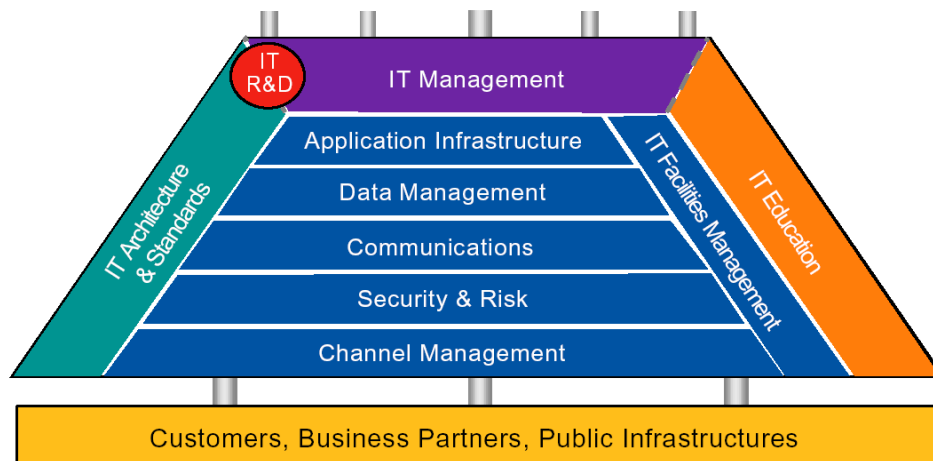 IT
R&D
IT Management
Application Infrastructure
Data Management
Communications
Security & Risk
Channel Management
IT Architecture
& Standards
IT Facilities Management
IT Education
Customers, Business Partners, Public Infrastructures